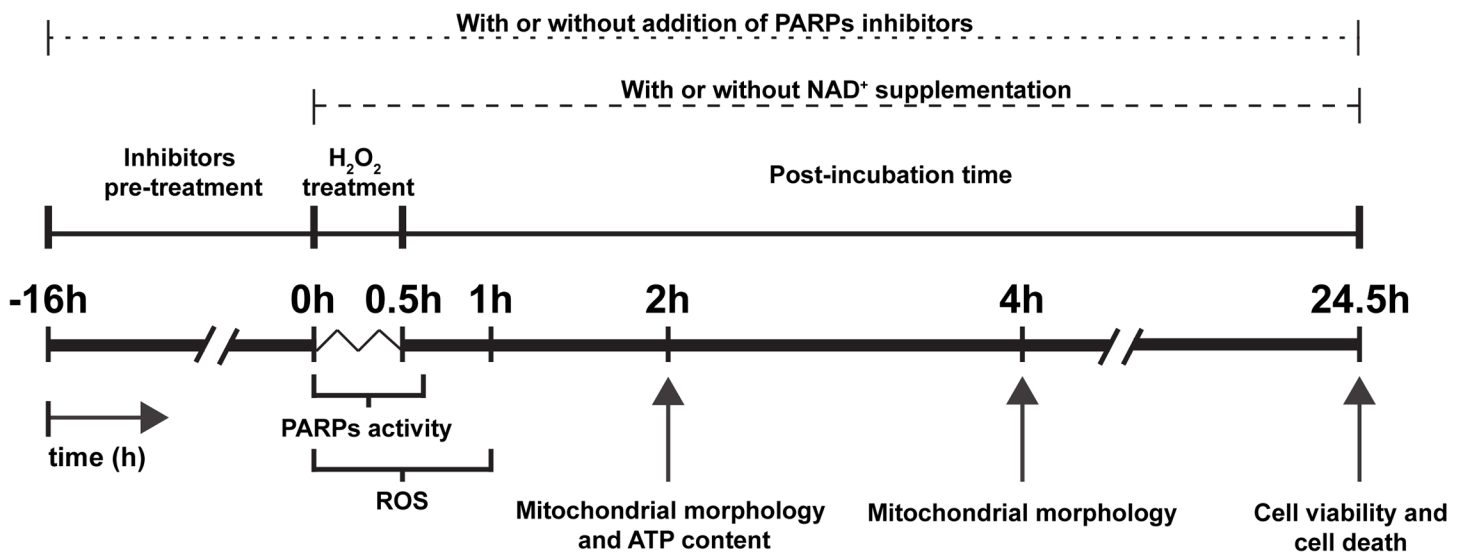 With or without addition of PARPs inhibitors
With or without NAD⁺ supplementation
Inhibitors
pre-treatment
H₂O₂
treatment
Post-incubation time
-16h
0h
0.5h
1h
2h
4h
24.5h
time (h)
PARPs activity
ROS
Mitochondrial morphology
and ATP content
Mitochondrial morphology
Cell viability and
cell death